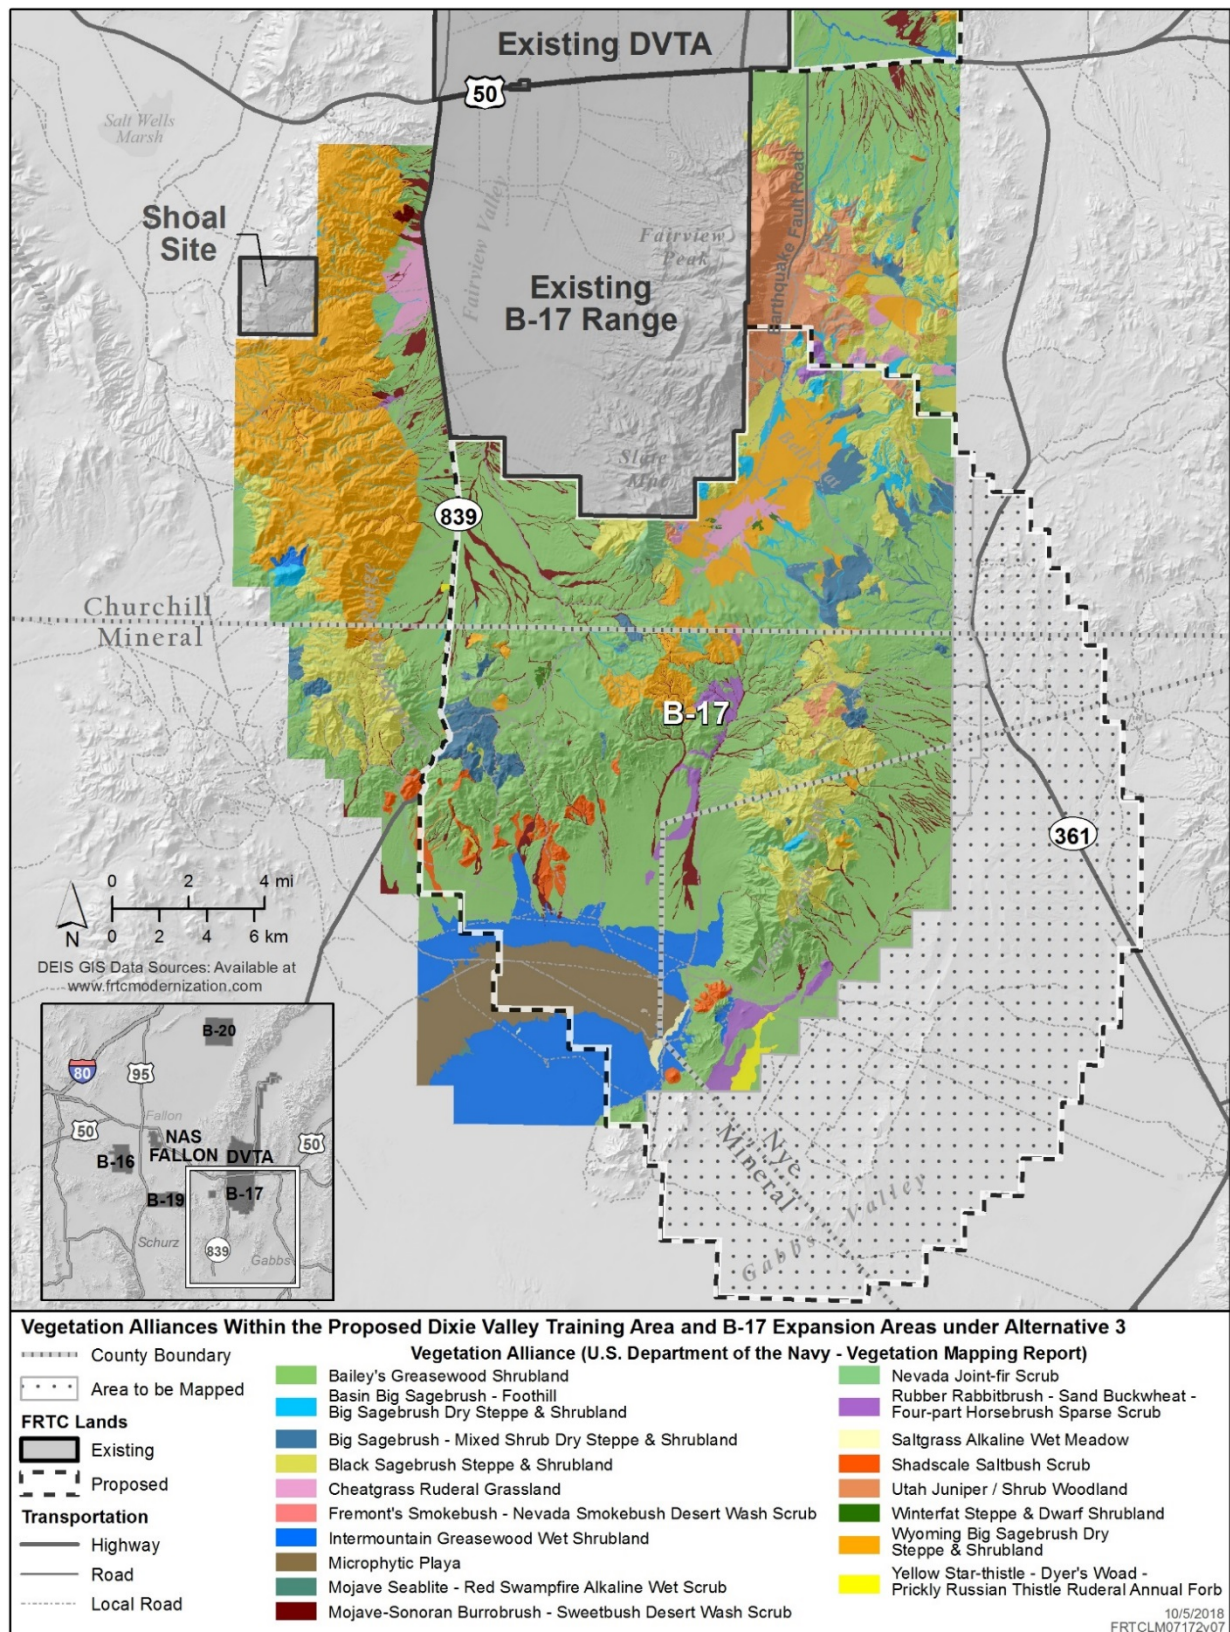 Existing DVTA
50
Salt Wells
Marsh
Shoal
Site
Fairview Valley
Fairview
Peak
Earthquake Fault Road
Existing
B-17 Range
Slate
Mtn
Bell Flat
839
Churchill
Mineral
B-17
361
0 2 4 mi
0 2 4 6 km
N
DEIS GIS Data Sources: Available at
www.frtcmodernization.com
Nye
Mineral
Gabbs Valley
B-20
80
95
Fallon
50
NAS
FALLON
DVTA
50
B-16
B-19
B-17
Schurz
839
Gabbs
Vegetation Alliances Within the Proposed Dixie Valley Training Area and B-17 Expansion Areas under Alternative 3
County Boundary
Area to be Mapped
FRTC Lands
Existing
Proposed
Transportation
Highway
Road
Local Road
Vegetation Alliance (U.S. Department of the Navy - Vegetation Mapping Report)
Bailey's Greasewood Shrubland
Basin Big Sagebrush - Foothill
Big Sagebrush Dry Steppe & Shrubland
Big Sagebrush - Mixed Shrub Dry Steppe & Shrubland
Black Sagebrush Steppe & Shrubland
Cheatgrass Ruderal Grassland
Fremont's Smokebush - Nevada Smokebush Desert Wash Scrub
Intermountain Greasewood Wet Shrubland
Microphytic Playa
Mojave Seablite - Red Swampfire Alkaline Wet Scrub
Mojave-Sonoran Burrobrush - Sweetbush Desert Wash Scrub
Nevada Joint-fir Scrub
Rubber Rabbitbrush - Sand Buckwheat -
Four-part Horsebrush Sparse Scrub
Saltgrass Alkaline Wet Meadow
Shadscale Saltbush Scrub
Utah Juniper / Shrub Woodland
Winterfat Steppe & Dwarf Shrubland
Wyoming Big Sagebrush Dry
Steppe & Shrubland
Yellow Star-thistle - Dyer's Woad -
Prickly Russian Thistle Ruderal Annual Forb
10/5/2018
FRTCLM07172v07